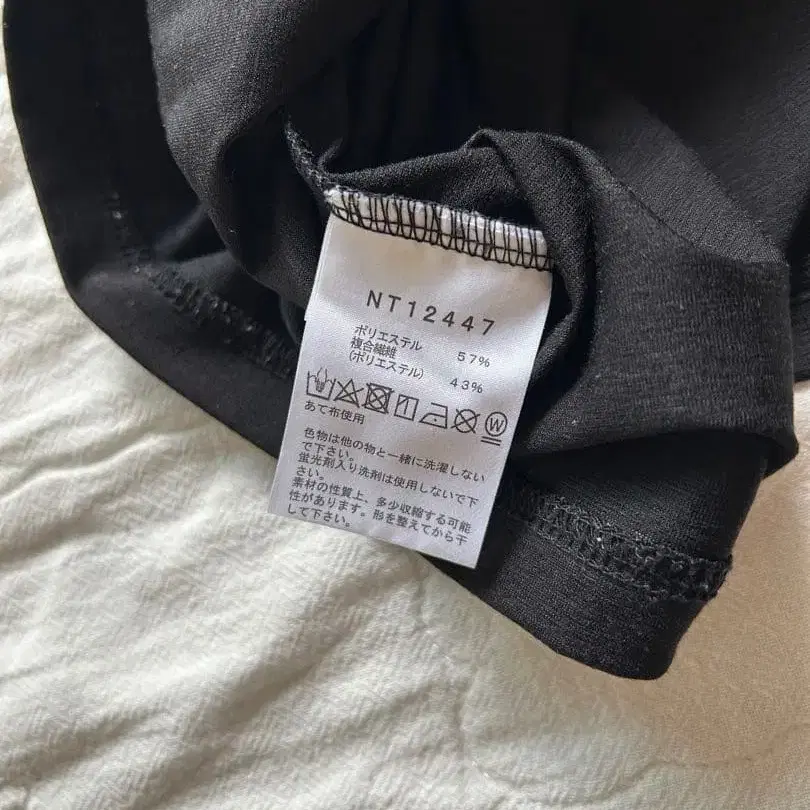 NT12447
ポリエステル 57%
複合繊維
(ポリエステル) 43%
W
あて布使用
色物は他の物と一緒に洗濯しない
で下さい。
蛍光剤入り洗剤は使用しないで下
さい。
素材の性質上、多少収縮する可能
性があります。形を整えてから干
して下さい。